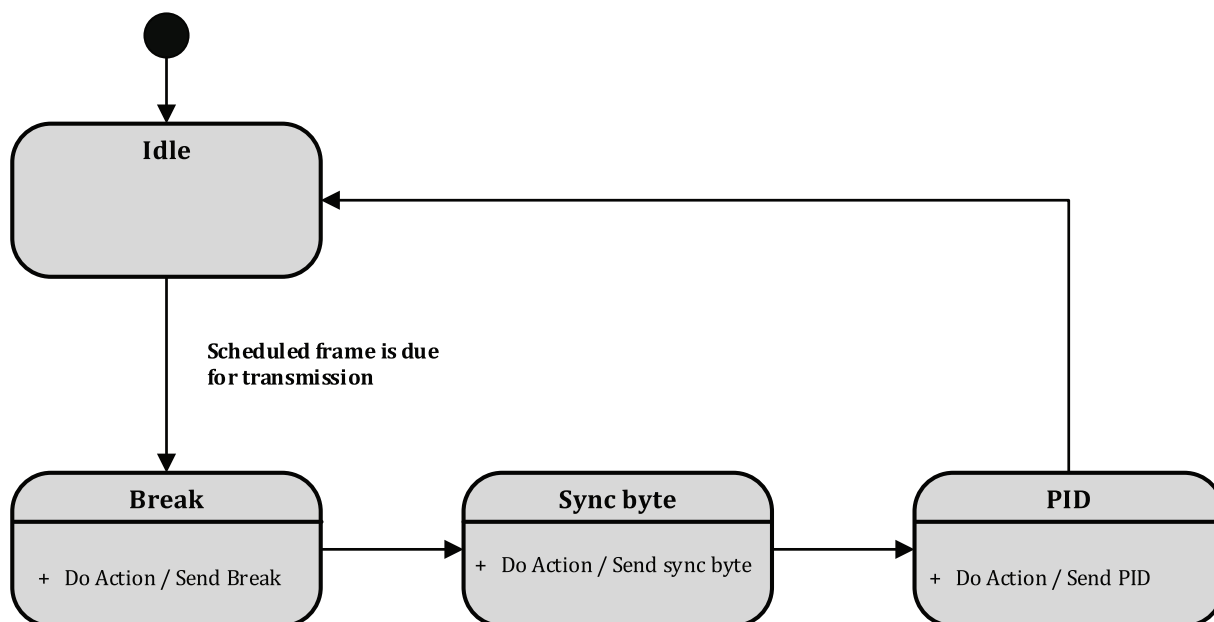 Idle
Scheduled frame is due
for transmission
Break
+ Do Action / Send Break
Sync byte
+ Do Action / Send sync byte
PID
+ Do Action / Send PID